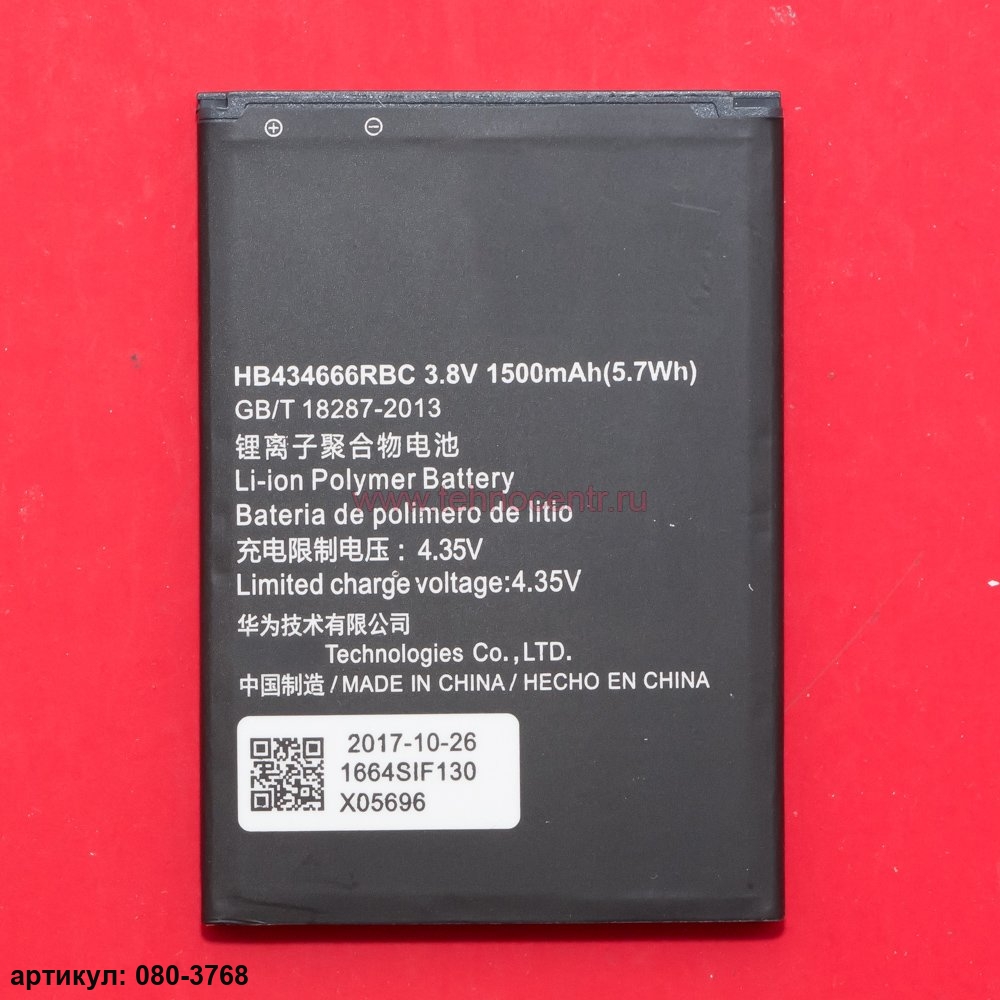 HB434666RBC 3.8V 1500mAh(5.7Wh)
GB/T 18287-2013
锂离子聚合物电池
Li-ion Polymer Battery
www.tehnocentr.ru
Bateria de polimero de litio
充电限制电压：4.35V
Limited charge voltage:4.35V
华为技术有限公司
Technologies Co.,LTD.
中国制造/MADE IN CHINA/HECHO EN CHINA
2017-10-26
1664SIF130
X05696
артикул: 080-3768